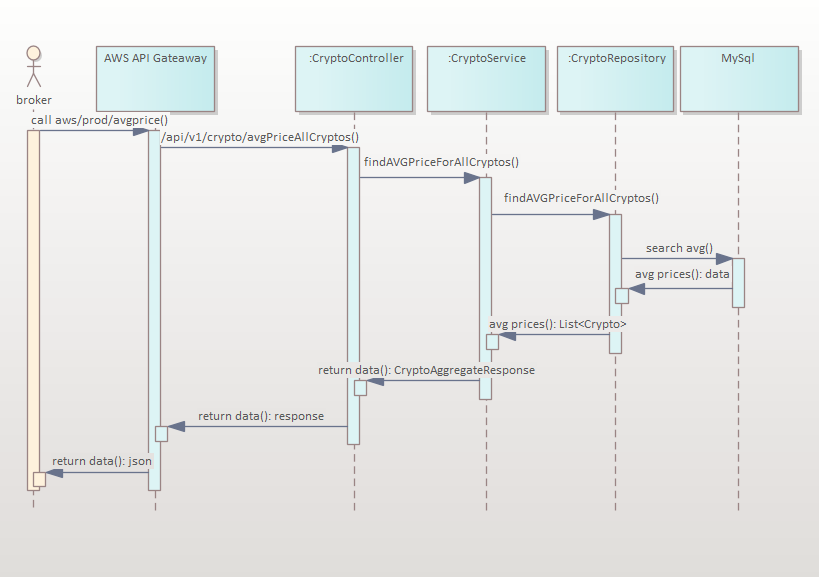 AWS API Gateaway
:CryptoController
:CryptoService
:CryptoRepository
MySql
broker
call aws/prod/avgprice()
/api/v1/crypto/avgPriceAllCryptos()
findAVGPriceForAllCryptos()
findAVGPriceForAllCryptos()
search avg()
avg prices(): data
avg prices(): List<Crypto>
return data(): CryptoAggregateResponse
return data(): response
return data(): json